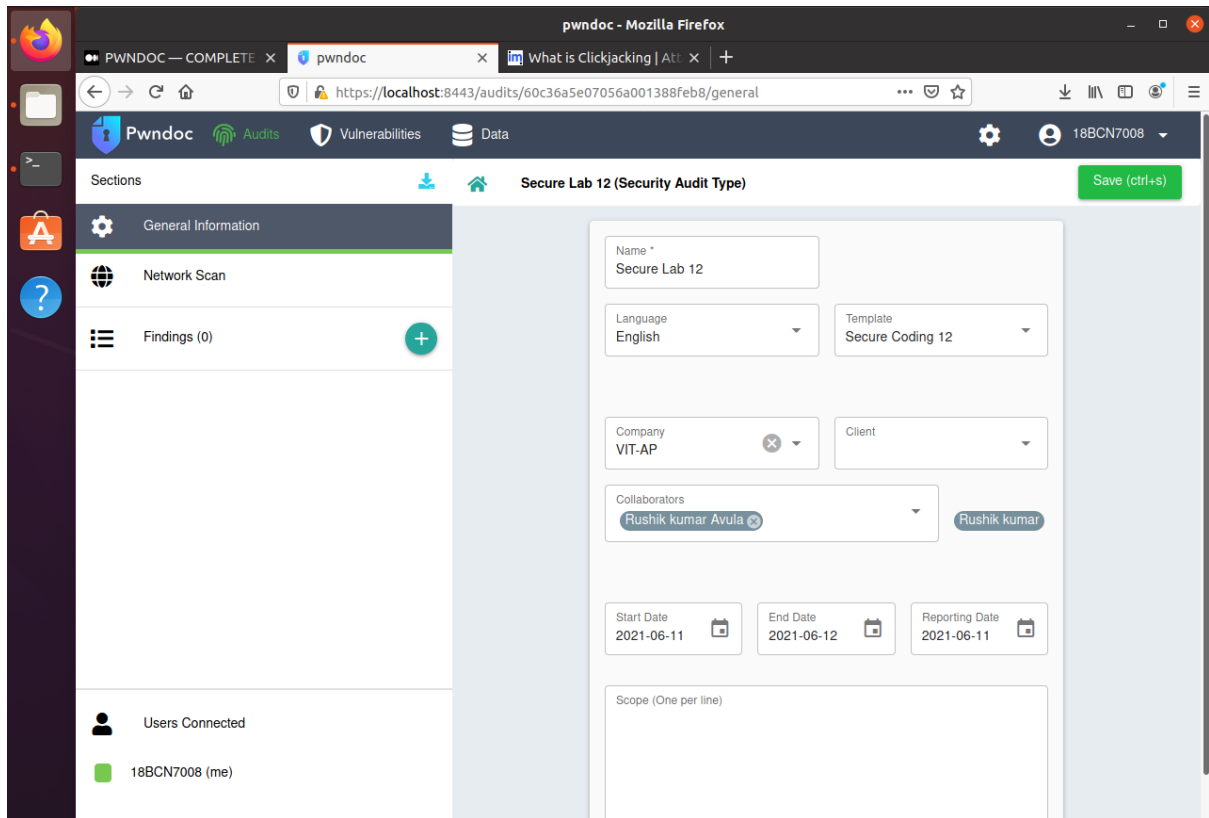 pwndoc - Mozilla Firefox
PWNDOC — COMPLETE
pwndoc
im What is Clickjacking | Att
https://localhost:8443/audits/60c36a5e07056a001388feb8/general
Pwndoc Audits Vulnerabilities Data 18BCN7008
Sections
Secure Lab 12 (Security Audit Type)
Save (ctrl+s)
General Information
Network Scan
Findings (0)
Name *
Secure Lab 12
Language
English
Template
Secure Coding 12
Company
VIT-AP
Client
Collaborators
Rushik kumar Avula
Rushik kumar
Start Date
2021-06-11
End Date
2021-06-12
Reporting Date
2021-06-11
Scope (One per line)
Users Connected
18BCN7008 (me)